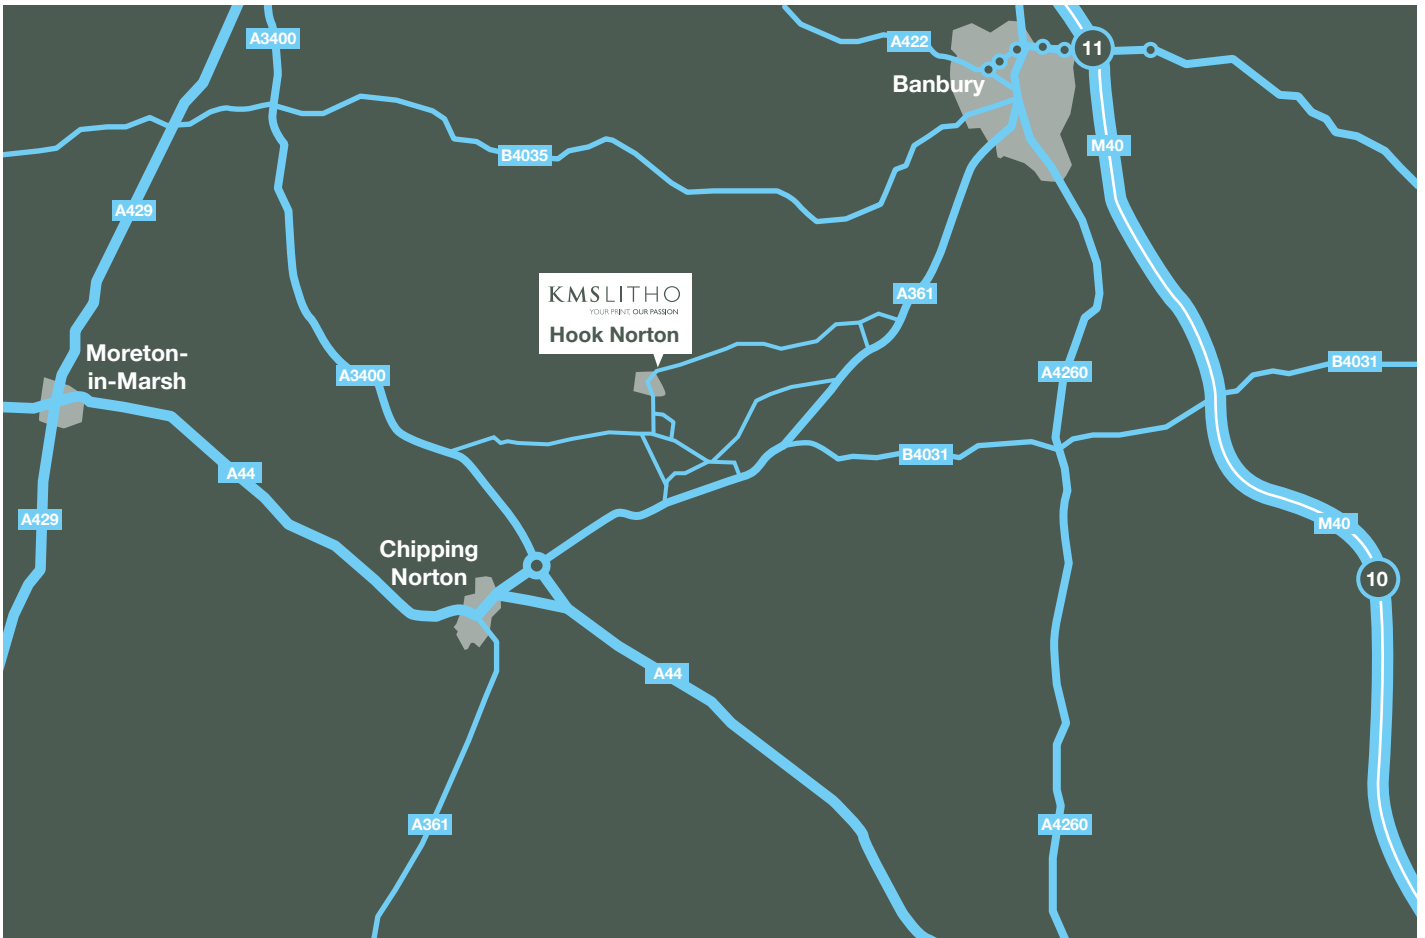 A3400
A422
11
Banbury
M40
B4035
A429
KMSLITHO
YOUR PRINT. OUR PASSION
Hook Norton
A361
Moreton-
in-Marsh
A3400
A4260
B4031
A44
B4031
A429
M40
Chipping
Norton
10
A44
A361
A4260